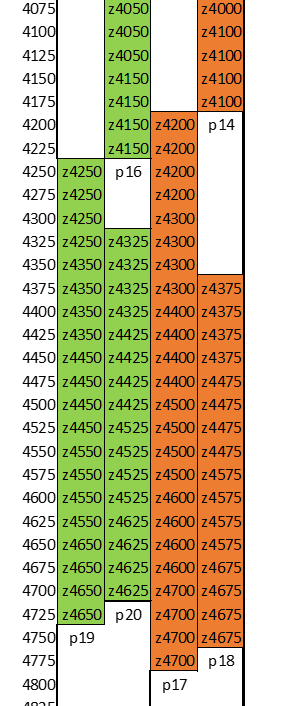 4075 z4050 z4000
4100 z4050 z4100
4125 z4050 z4100
4150 z4150 z4100
4175 z4150 z4100
4200 z4150 z4200 p14
4225 z4150 z4200
4250 z4250 p16 z4200
4275 z4250 z4200
4300 z4250 z4300
4325 z4250 z4325 z4300
4350 z4350 z4325 z4300
4375 z4350 z4325 z4300 z4375
4400 z4350 z4325 z4400 z4375
4425 z4350 z4425 z4400 z4375
4450 z4450 z4425 z4400 z4375
4475 z4450 z4425 z4400 z4475
4500 z4450 z4425 z4500 z4475
4525 z4450 z4525 z4500 z4475
4550 z4550 z4525 z4500 z4475
4575 z4550 z4525 z4500 z4575
4600 z4550 z4525 z4600 z4575
4625 z4550 z4625 z4600 z4575
4650 z4650 z4625 z4600 z4575
4675 z4650 z4625 z4600 z4675
4700 z4650 z4625 z4700 z4675
4725 z4650 p20 z4700 z4675
4750 p19 z4700 z4675
4775 z4700 p18
4800 p17